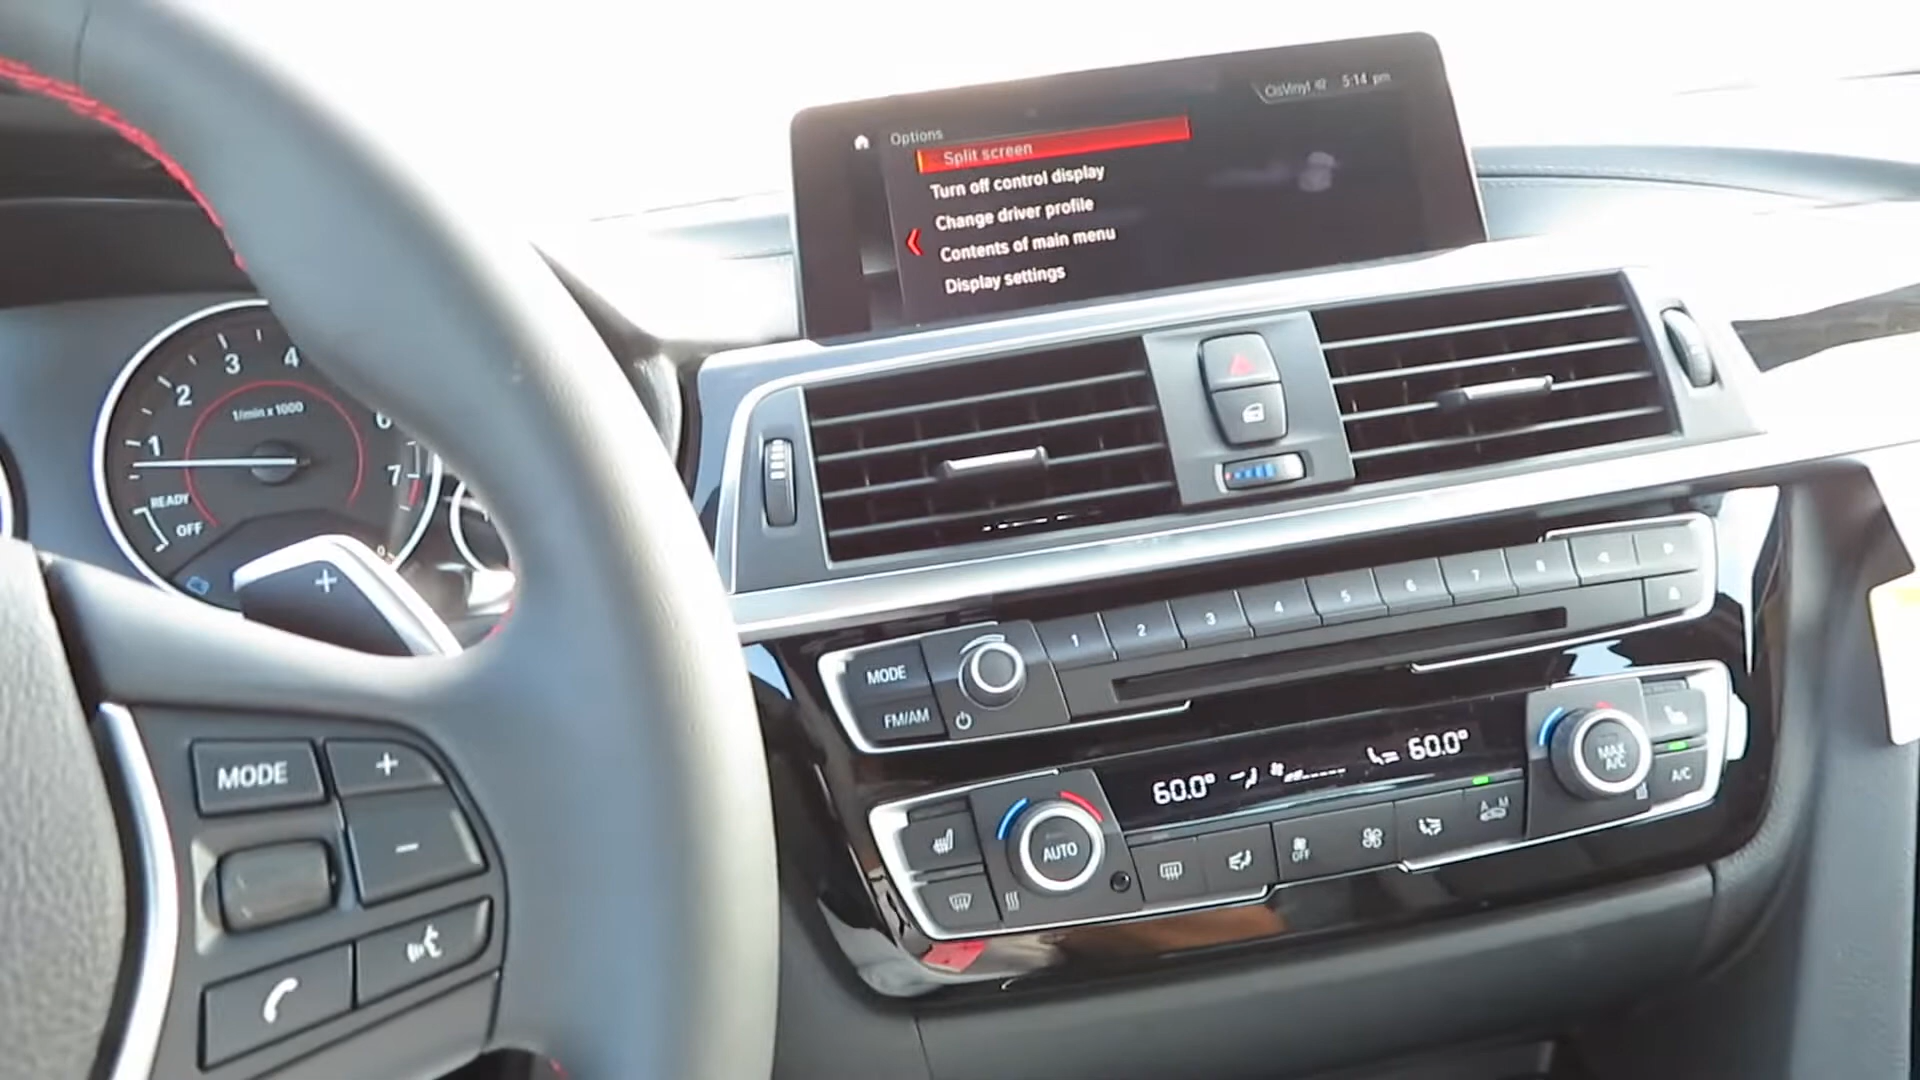 CisVinyl 5:14 pm
Options
Split screen
Turn off control display
Change driver profile
Contents of main menu
Display settings
1 2 3 4 6 7
1/min x 1000
READY
OFF
+
1 2 3 4 5 6 7 8
MODE
FM/AM
60.0° 60.0°
MAX A/C
A/C
AUTO
OFF
A M
MODE
+
−